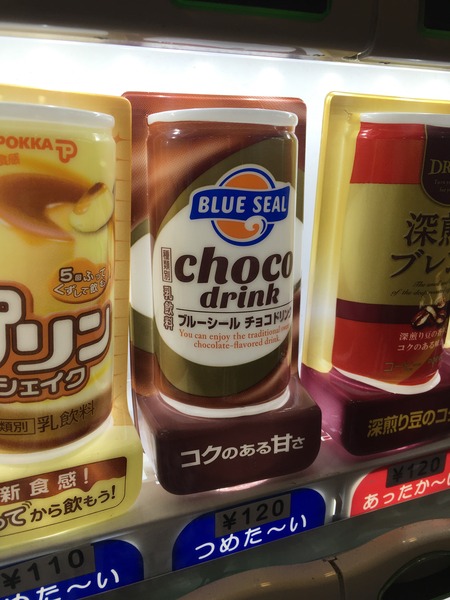 POKKA
5回ふって
くずして飲む
プリン
シェイク
類別 乳飲料
新食感！
ってから飲もう！
¥110
めた〜い
BLUE SEAL
choco
drink
種類別 乳飲料
ブルーシール チョコドリンク
You can enjoy the traditional
chocolate-flavored drink.
コクのある甘さ
¥120
つめた〜い
深煎
ブレ
深煎り豆の
コクのある
深煎り豆のコ
¥120
あったか〜い